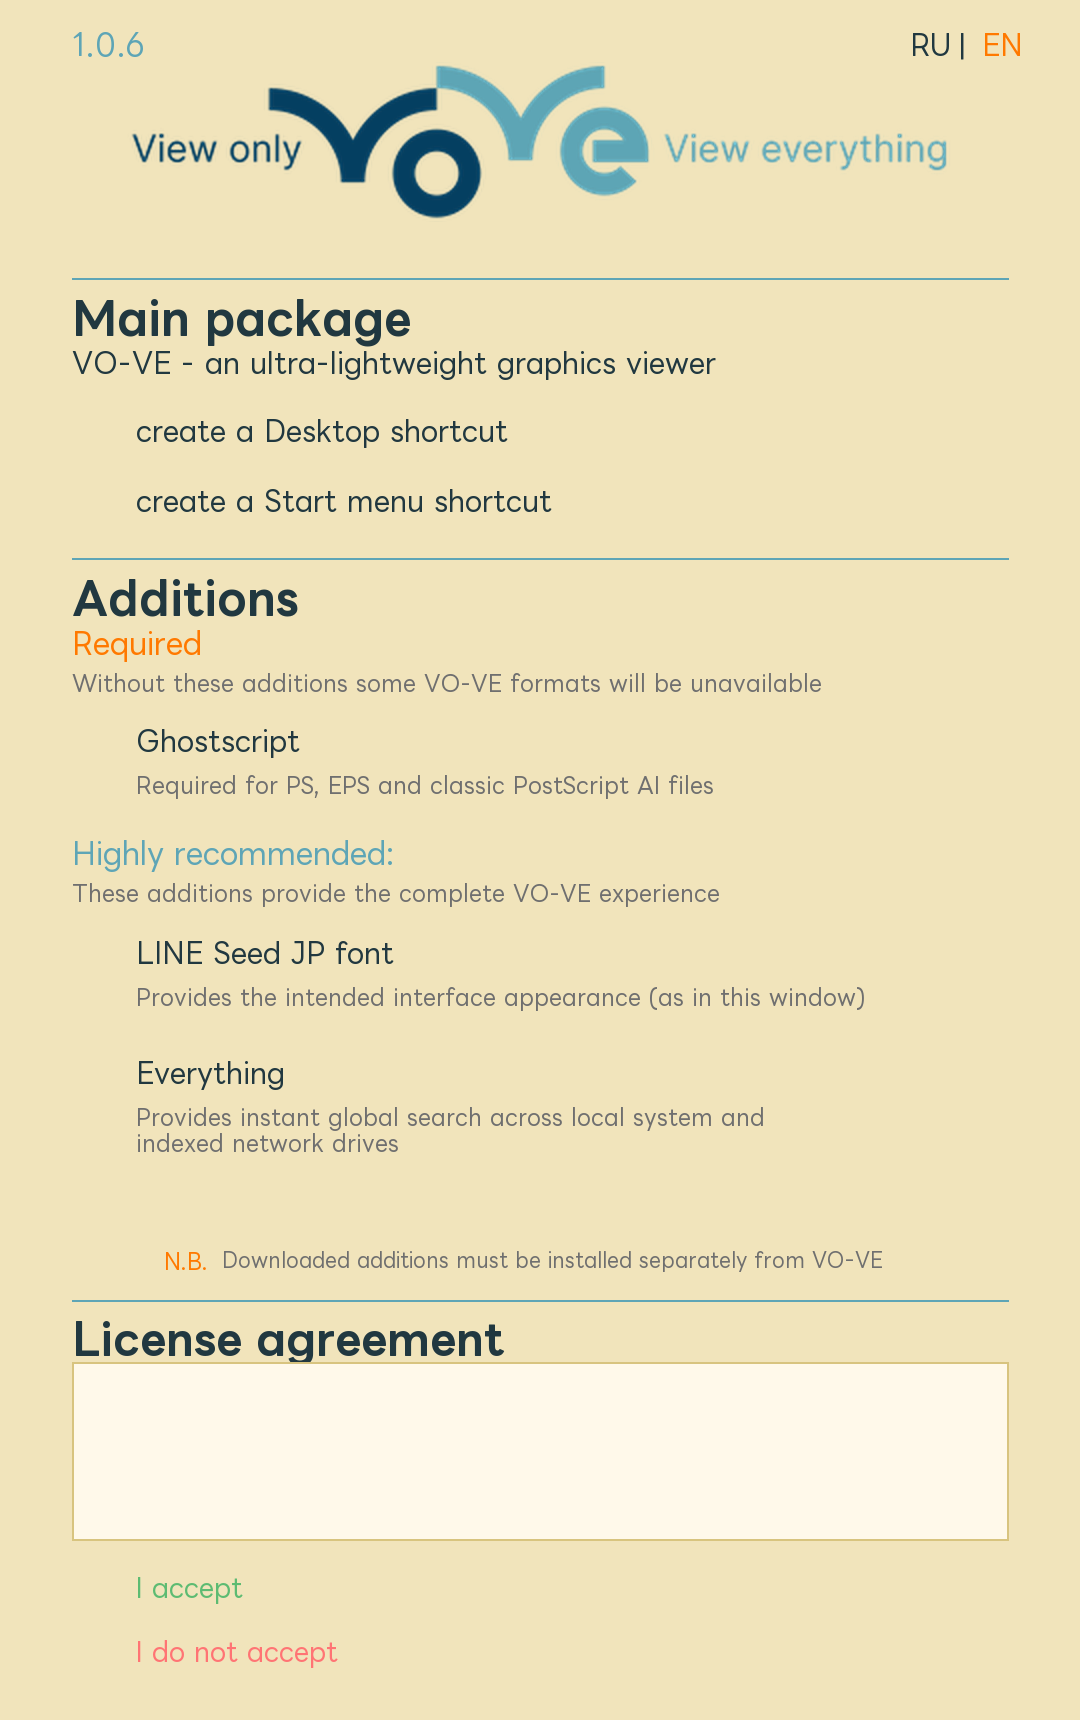 1.0.6
RU | EN
View only VOVE View everything
Main package
VO-VE - an ultra-lightweight graphics viewer
create a Desktop shortcut
create a Start menu shortcut
Additions
Required
Without these additions some VO-VE formats will be unavailable
Ghostscript
Required for PS, EPS and classic PostScript AI files
Highly recommended:
These additions provide the complete VO-VE experience
LINE Seed JP font
Provides the intended interface appearance (as in this window)
Everything
Provides instant global search across local system and
indexed network drives
N.B. Downloaded additions must be installed separately from VO-VE
License agreement
I accept
I do not accept